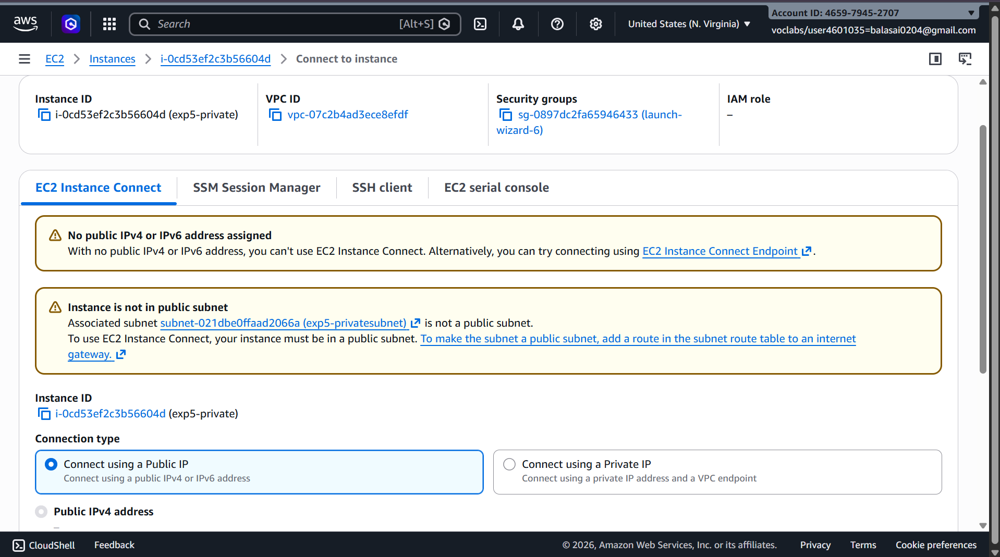 aws
Search [Alt+S]
United States (N. Virginia) ▼
Account ID: 4659-7945-2707 ▼
voclabs/user4601035=balasai0204@gmail.com
EC2 > Instances > i-0cd53ef2c3b56604d > Connect to instance
Instance ID
i-0cd53ef2c3b56604d (exp5-private)
VPC ID
vpc-07c2b4ad3ece8efdf
Security groups
sg-0897dc2fa65946433 (launch-
wizard-6)
IAM role
–
EC2 Instance Connect
SSM Session Manager
SSH client
EC2 serial console
No public IPv4 or IPv6 address assigned
With no public IPv4 or IPv6 address, you can't use EC2 Instance Connect. Alternatively, you can try connecting using EC2 Instance Connect Endpoint .
Instance is not in public subnet
Associated subnet subnet-021dbe0ffaad2066a (exp5-privatesubnet) is not a public subnet.
To use EC2 Instance Connect, your instance must be in a public subnet. To make the subnet a public subnet, add a route in the subnet route table to an internet
gateway.
Instance ID
i-0cd53ef2c3b56604d (exp5-private)
Connection type
Connect using a Public IP
Connect using a public IPv4 or IPv6 address
Connect using a Private IP
Connect using a private IP address and a VPC endpoint
Public IPv4 address
–
CloudShell
Feedback
© 2026, Amazon Web Services, Inc. or its affiliates.
Privacy
Terms
Cookie preferences